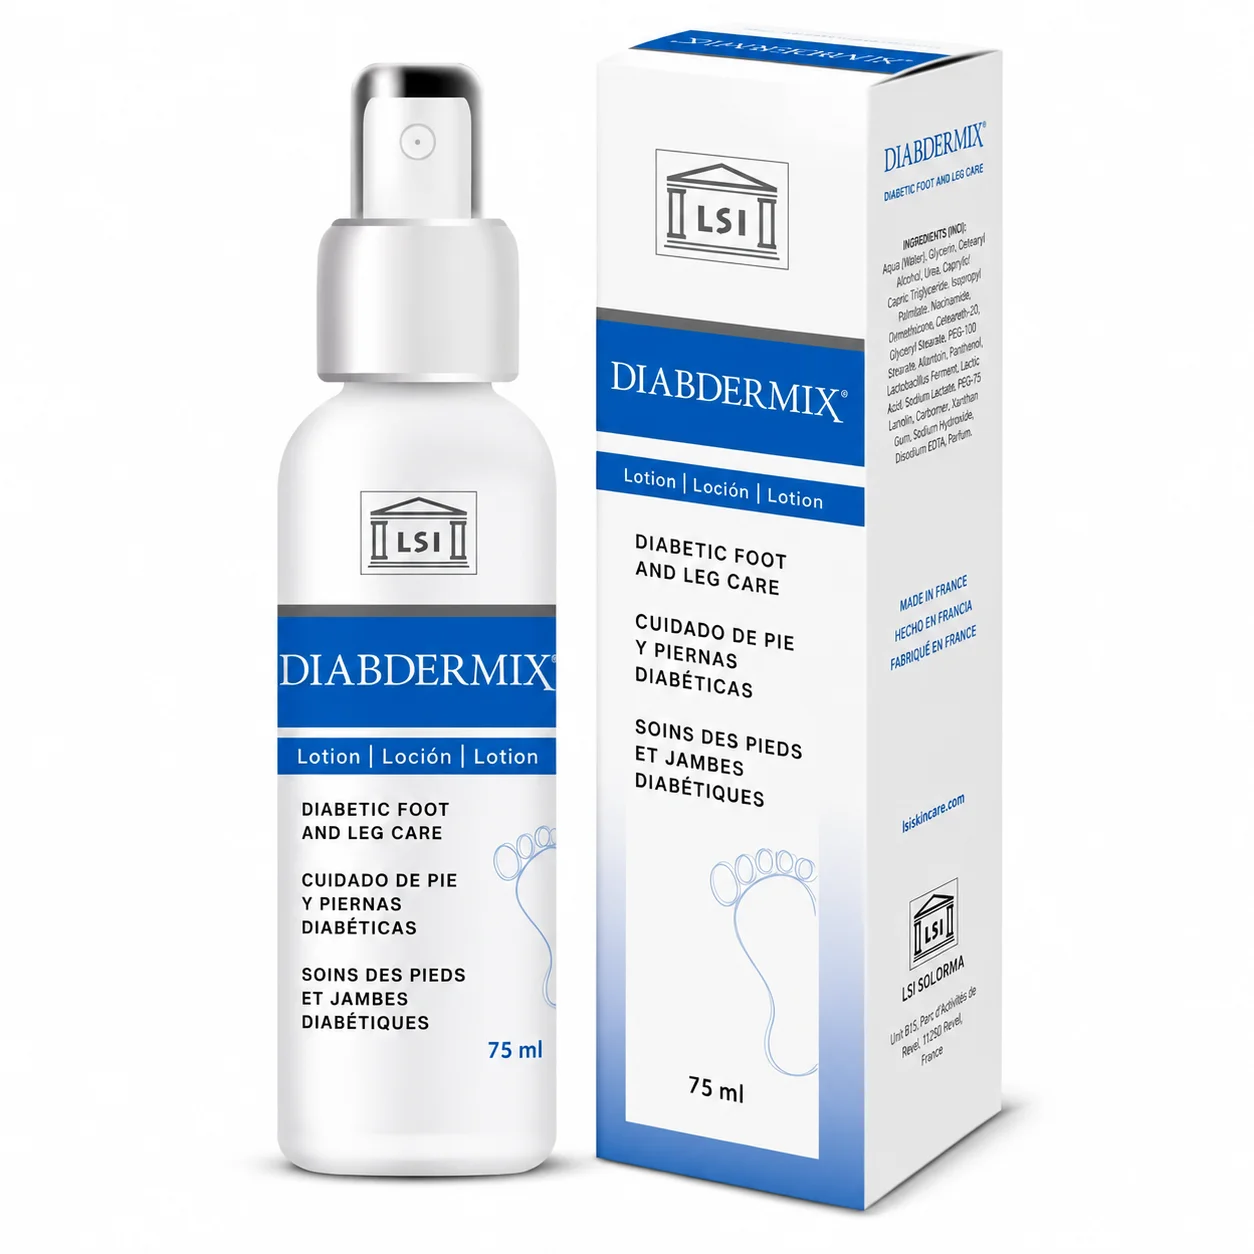 LSI
DIABDERMIX®
Lotion | Loción | Lotion
DIABETIC FOOT
AND LEG CARE
CUIDADO DE PIE
Y PIERNAS
DIABÉTICAS
SOINS DES PIEDS
ET JAMBES
DIABÉTIQUES
75 ml
DIABDERMIX
LSI
DIABDERMIX®
Lotion | Loción | Lotion
DIABETIC FOOT
AND LEG CARE
CUIDADO DE PIE
Y PIERNAS
DIABÉTICAS
SOINS DES PIEDS
ET JAMBES
DIABÉTIQUES
75 ml
DIABDERMIX®
DIABETIC FOOT AND LEG CARE
INGREDIENTS (INCI):
Aqua (Water), Glycerin, Cetearyl
Alcohol, Urea, Caprylic/
Capric Triglyceride, Isopropyl
Palmitate, Niacinamide,
Dimethicone, Ceteareth-20,
Glyceryl Stearate, PEG-100
Stearate, Allantoin, Panthenol,
Lactobacillus Ferment, Lactic
Acid, Sodium Lactate, PEG-75
Lanolin, Carbomer, Xanthan
Gum, Sodium Hydroxide,
Disodium EDTA, Parfum.
MADE IN FRANCE
HECHO EN FRANCIA
FABRIQUÉ EN FRANCE
lsiskincare.com
LSI
LSI SOLORMA
Unit B15, Parc d'Activités de
Revel, 11250 Revel,
France